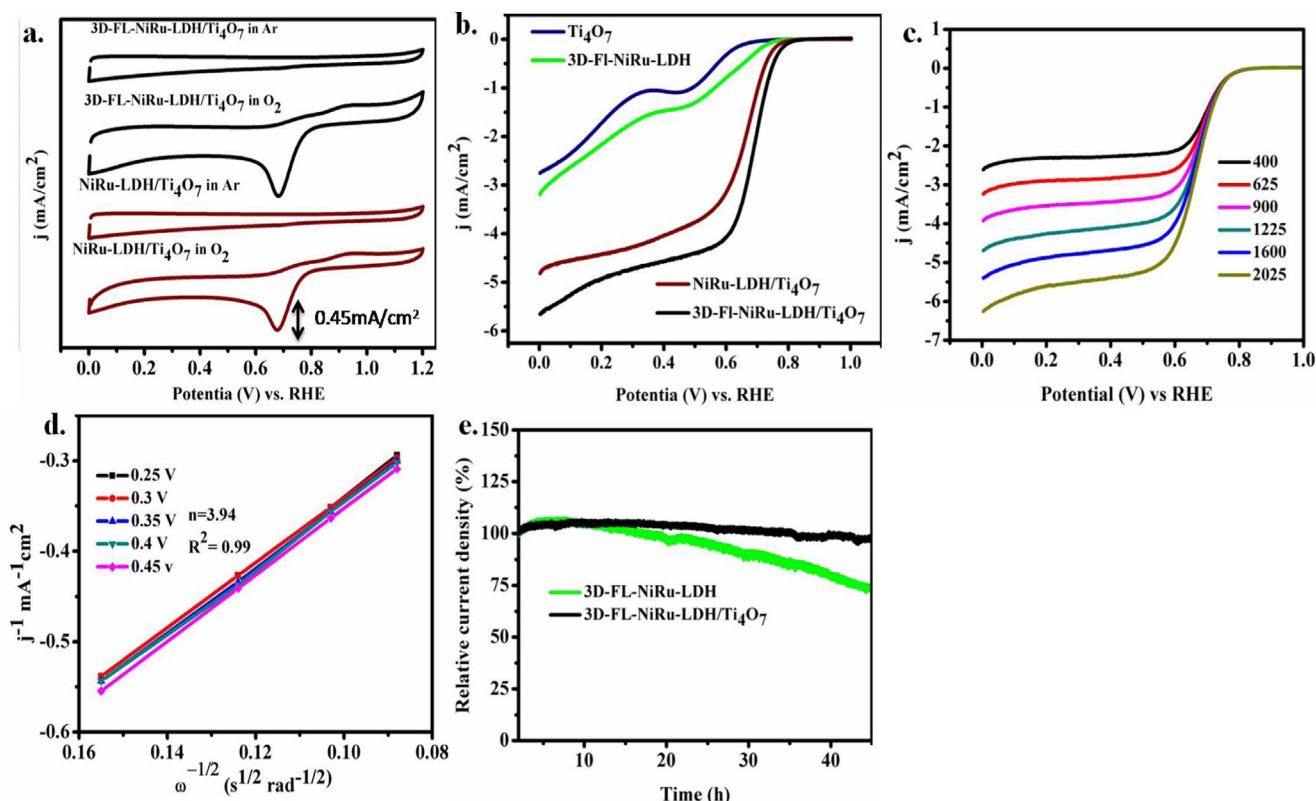 a.
3D-FL-NiRu-LDH/Ti4O7 in Ar
3D-FL-NiRu-LDH/Ti4O7 in O2
NiRu-LDH/Ti4O7 in Ar
NiRu-LDH/Ti4O7 in O2
0.45mA/cm²
j (mA/cm²)
0.0 0.2 0.4 0.6 0.8 1.0 1.2
Potentia (V) vs. RHE
b.
Ti4O7
3D-Fl-NiRu-LDH
NiRu-LDH/Ti4O7
3D-Fl-NiRu-LDH/Ti4O7
j (mA/cm²)
0
-1
-2
-3
-4
-5
-6
0.0 0.2 0.4 0.6 0.8 1.0
Potential (V) vs. RHE
c.
j (mA/cm²)
1
0
-1
-2
-3
-4
-5
-6
-7
400
625
900
1225
1600
2025
0.0 0.2 0.4 0.6 0.8 1.0
Potential (V) vs RHE
d.
j⁻¹ mA⁻¹cm²
-0.3
-0.4
-0.5
-0.6
0.25 V
0.3 V
0.35 V
0.4 V
0.45 v
n=3.94
R²= 0.99
0.16 0.14 0.12 0.10 0.08
ω⁻¹/² (s¹/² rad⁻¹/²)
e.
Relative current density (%)
150
125
100
75
50
25
0
3D-FL-NiRu-LDH
3D-FL-NiRu-LDH/Ti4O7
10 20 30 40
Time (h)